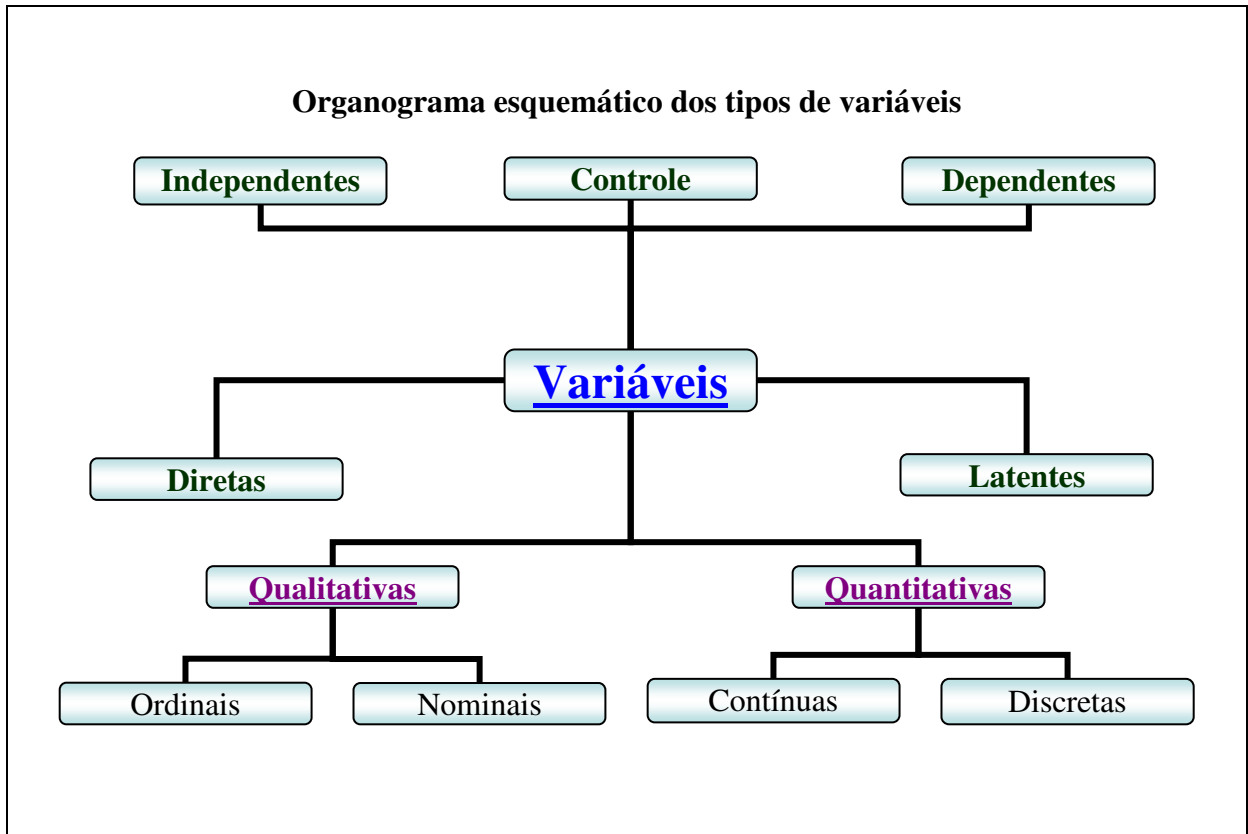 Organograma esquemático dos tipos de variáveis
Independentes
Controle
Dependentes
Variáveis
Diretas
Latentes
Qualitativas
Quantitativas
Ordinais
Nominais
Contínuas
Discretas